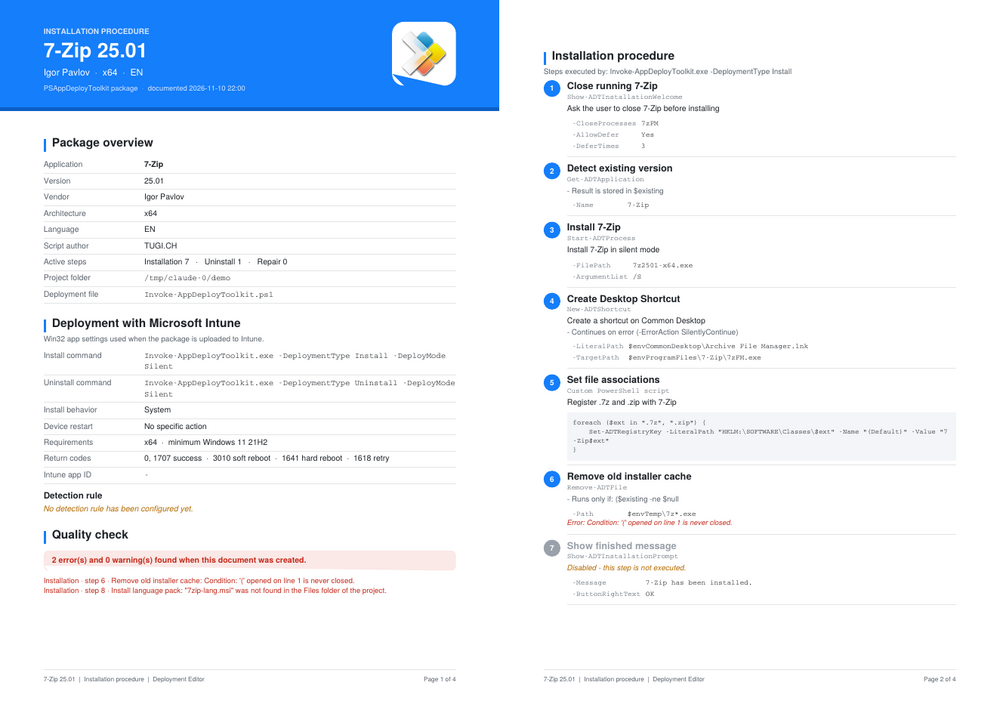 INSTALLATION PROCEDURE
7-Zip 25.01
Igor Pavlov · x64 · EN
PSAppDeployToolkit package · documented 2026-11-10 22:00
Package overview
Application 7-Zip
Version 25.01
Vendor Igor Pavlov
Architecture x64
Language EN
Script author TUGI.CH
Active steps Installation 7 · Uninstall 1 · Repair 0
Project folder /tmp/claude-0/demo
Deployment file Invoke-AppDeployToolkit.ps1
Deployment with Microsoft Intune
Win32 app settings used when the package is uploaded to Intune.
Install command Invoke-AppDeployToolkit.exe -DeploymentType Install -DeployMode
Silent
Uninstall command Invoke-AppDeployToolkit.exe -DeploymentType Uninstall -DeployMode
Silent
Install behavior System
Device restart No specific action
Requirements x64 · minimum Windows 11 21H2
Return codes 0, 1707 success · 3010 soft reboot · 1641 hard reboot · 1618 retry
Intune app ID -
Detection rule
No detection rule has been configured yet.
Quality check
2 error(s) and 0 warning(s) found when this document was created.
Installation · step 6 · Remove old installer cache: Condition: '(' opened on line 1 is never closed.
Installation · step 8 · Install language pack: "7zip-lang.msi" was not found in the Files folder of the project.
7-Zip 25.01 | Installation procedure | Deployment Editor Page 1 of 4
Installation procedure
Steps executed by: Invoke-AppDeployToolkit.exe -DeploymentType Install
1 Close running 7-Zip
Show-ADTInstallationWelcome
Ask the user to close 7-Zip before installing
-CloseProcesses 7zFM
-AllowDefer Yes
-DeferTimes 3
2 Detect existing version
Get-ADTApplication
- Result is stored in $existing
-Name 7-Zip
3 Install 7-Zip
Start-ADTProcess
Install 7-Zip in silent mode
-FilePath 7z2501-x64.exe
-ArgumentList /S
4 Create Desktop Shortcut
New-ADTShortcut
Create a shortcut on Common Desktop
- Continues on error (-ErrorAction SilentlyContinue)
-LiteralPath $envCommonDesktop\Archive File Manager.lnk
-TargetPath $envProgramFiles\7-Zip\7zFM.exe
5 Set file associations
Custom PowerShell script
Register .7z and .zip with 7-Zip
foreach ($ext in ".7z", ".zip") {
Set-ADTRegistryKey -LiteralPath "HKLM:\SOFTWARE\Classes\$ext" -Name "(Default)" -Value "7
-Zip$ext"
}
6 Remove old installer cache
Remove-ADTFile
- Runs only if: ($existing -ne $null
-Path $envTemp\7z*.exe
Error: Condition: '(' opened on line 1 is never closed.
7 Show finished message
Show-ADTInstallationPrompt
Disabled - this step is not executed.
-Message 7-Zip has been installed.
-ButtonRightText OK
7-Zip 25.01 | Installation procedure | Deployment Editor Page 2 of 4